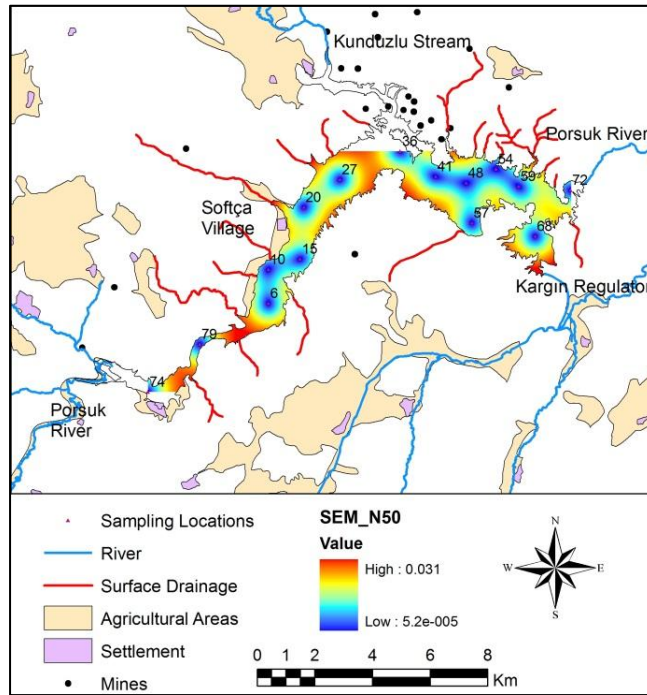 Kunduzlu Stream
Porsuk River
36
54
41
48
59
72
27
20
57
68
Softça
Village
10
15
Kargın Regulator
6
79
74
Porsuk
River
Sampling Locations
River
Surface Drainage
Agricultural Areas
Settlement
Mines
SEM_N50
Value
High : 0.031
Low : 5.2e-005
N
W
E
S
0 1 2 4 6 8
Km